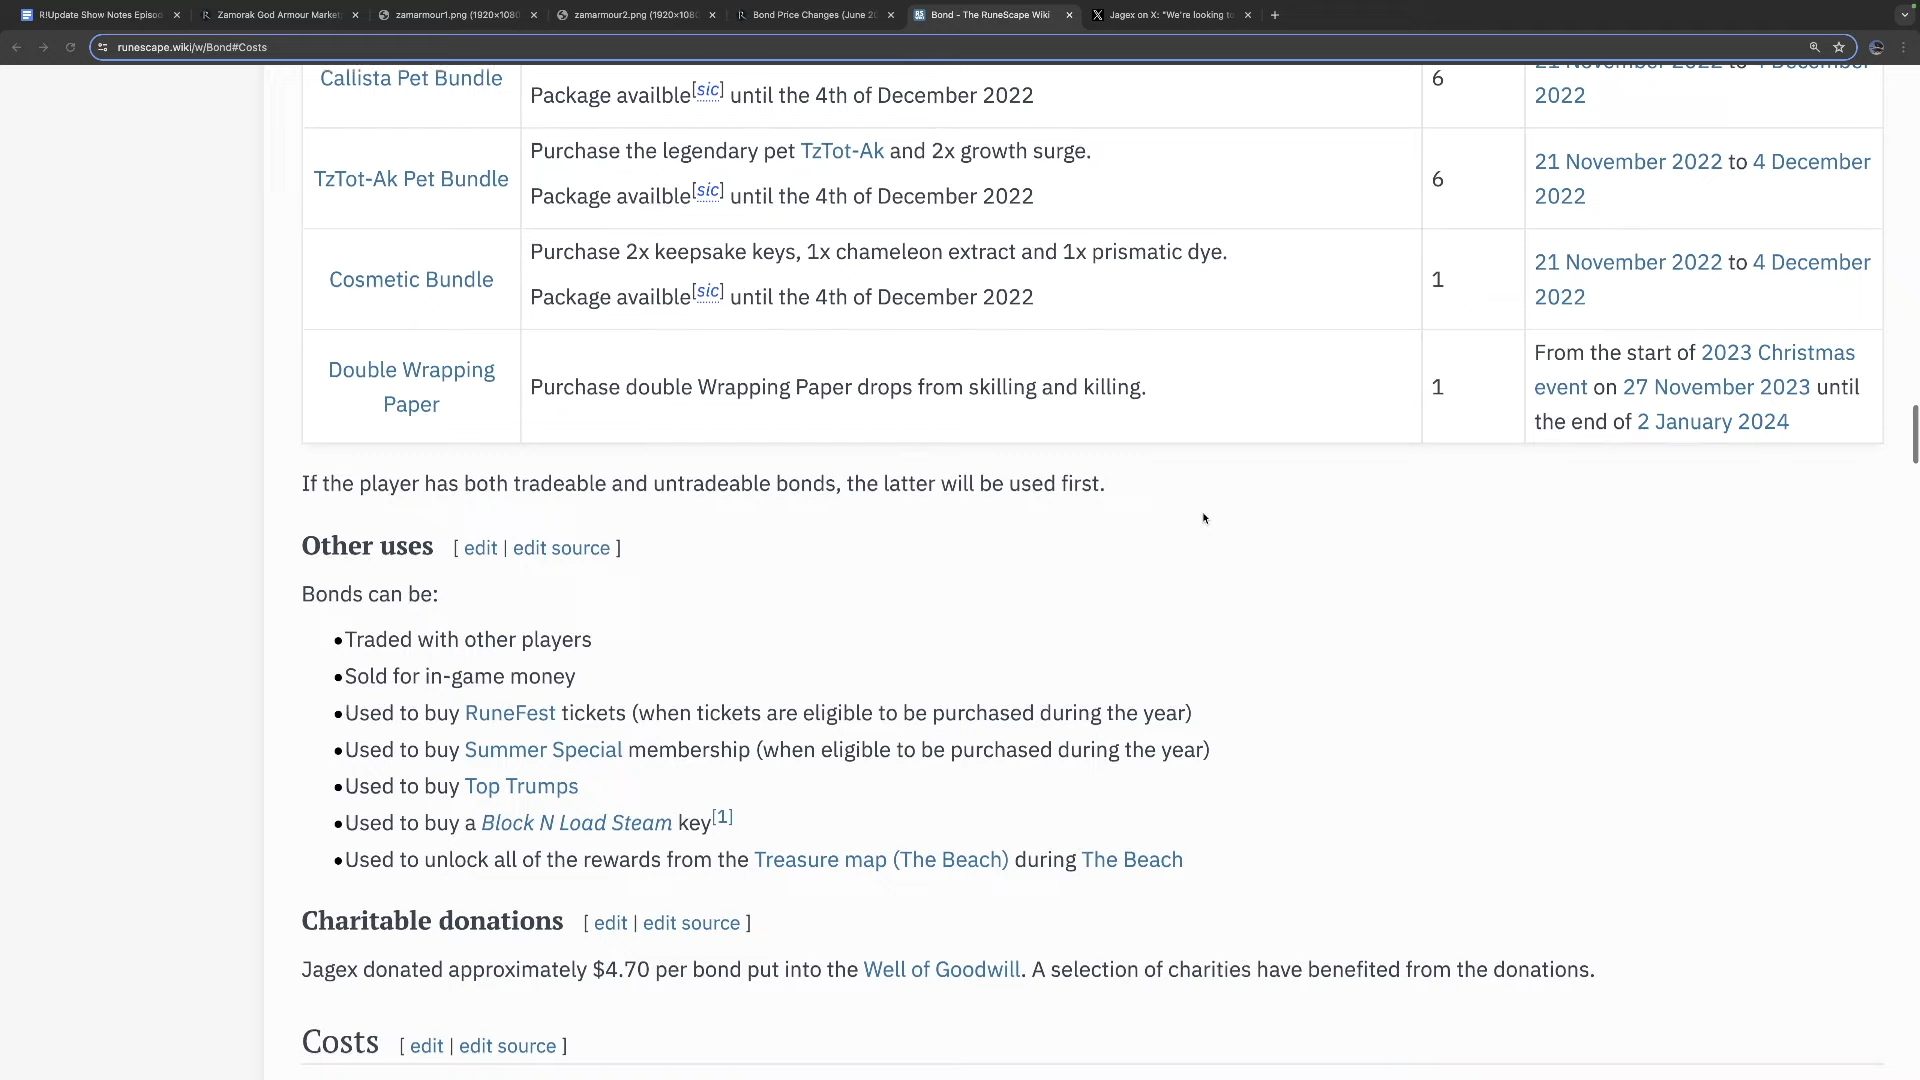 R!Update Show Notes Episo
Zamorak God Armour Market
zamarmour1.png (1920×1080
zamarmour2.png (1920×1080
Bond Price Changes (June 20
Bond - The RuneScape Wiki
Jagex on X: "We're looking to
runescape.wiki/w/Bond#Costs
Callista Pet Bundle
Package availble[sic] until the 4th of December 2022
6
21 November 2022 to 4 December
2022
TzTot-Ak Pet Bundle
Purchase the legendary pet TzTot-Ak and 2x growth surge.
Package availble[sic] until the 4th of December 2022
6
21 November 2022 to 4 December
2022
Cosmetic Bundle
Purchase 2x keepsake keys, 1x chameleon extract and 1x prismatic dye.
Package availble[sic] until the 4th of December 2022
1
21 November 2022 to 4 December
2022
Double Wrapping
Paper
Purchase double Wrapping Paper drops from skilling and killing.
1
From the start of 2023 Christmas
event on 27 November 2023 until
the end of 2 January 2024
If the player has both tradeable and untradeable bonds, the latter will be used first.
Other uses [ edit | edit source ]
Bonds can be:
•Traded with other players
•Sold for in-game money
•Used to buy RuneFest tickets (when tickets are eligible to be purchased during the year)
•Used to buy Summer Special membership (when eligible to be purchased during the year)
•Used to buy Top Trumps
•Used to buy a Block N Load Steam key[1]
•Used to unlock all of the rewards from the Treasure map (The Beach) during The Beach
Charitable donations [ edit | edit source ]
Jagex donated approximately $4.70 per bond put into the Well of Goodwill. A selection of charities have benefited from the donations.
Costs [ edit | edit source ]